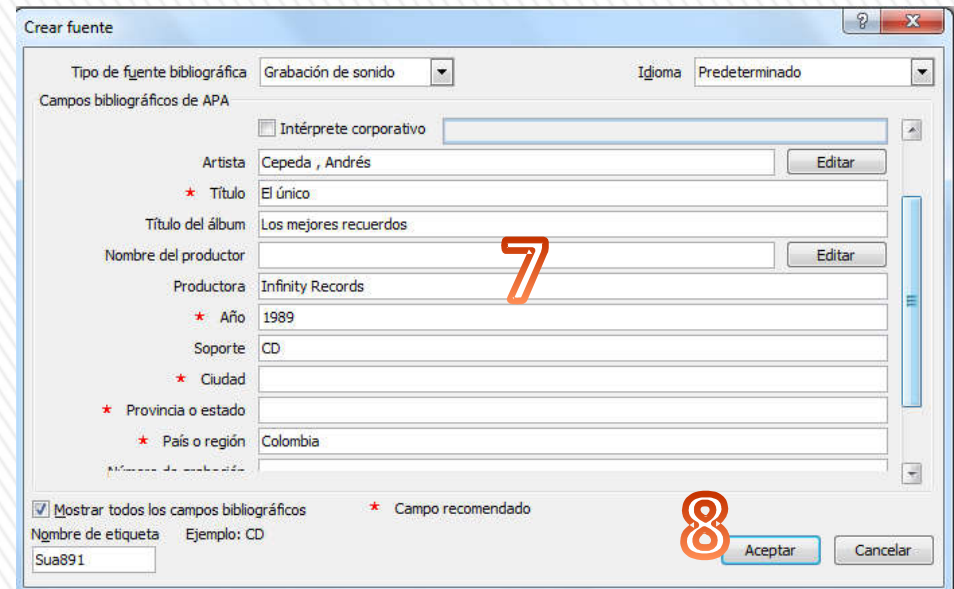 Crear fuente
Tipo de fuente bibliográfica Grabación de sonido Idioma Predeterminado
Campos bibliográficos de APA
Intérprete corporativo
Artista Cepeda , Andrés Editar
* Título El único
Título del álbum Los mejores recuerdos
Nombre del productor Editar
7
Productora Infinity Records
* Año 1989
Soporte CD
* Ciudad
* Provincia o estado
* País o región Colombia
Número de grabación
Mostrar todos los campos bibliográficos * Campo recomendado
Nombre de etiqueta Ejemplo: CD
8
Sua891 Aceptar Cancelar